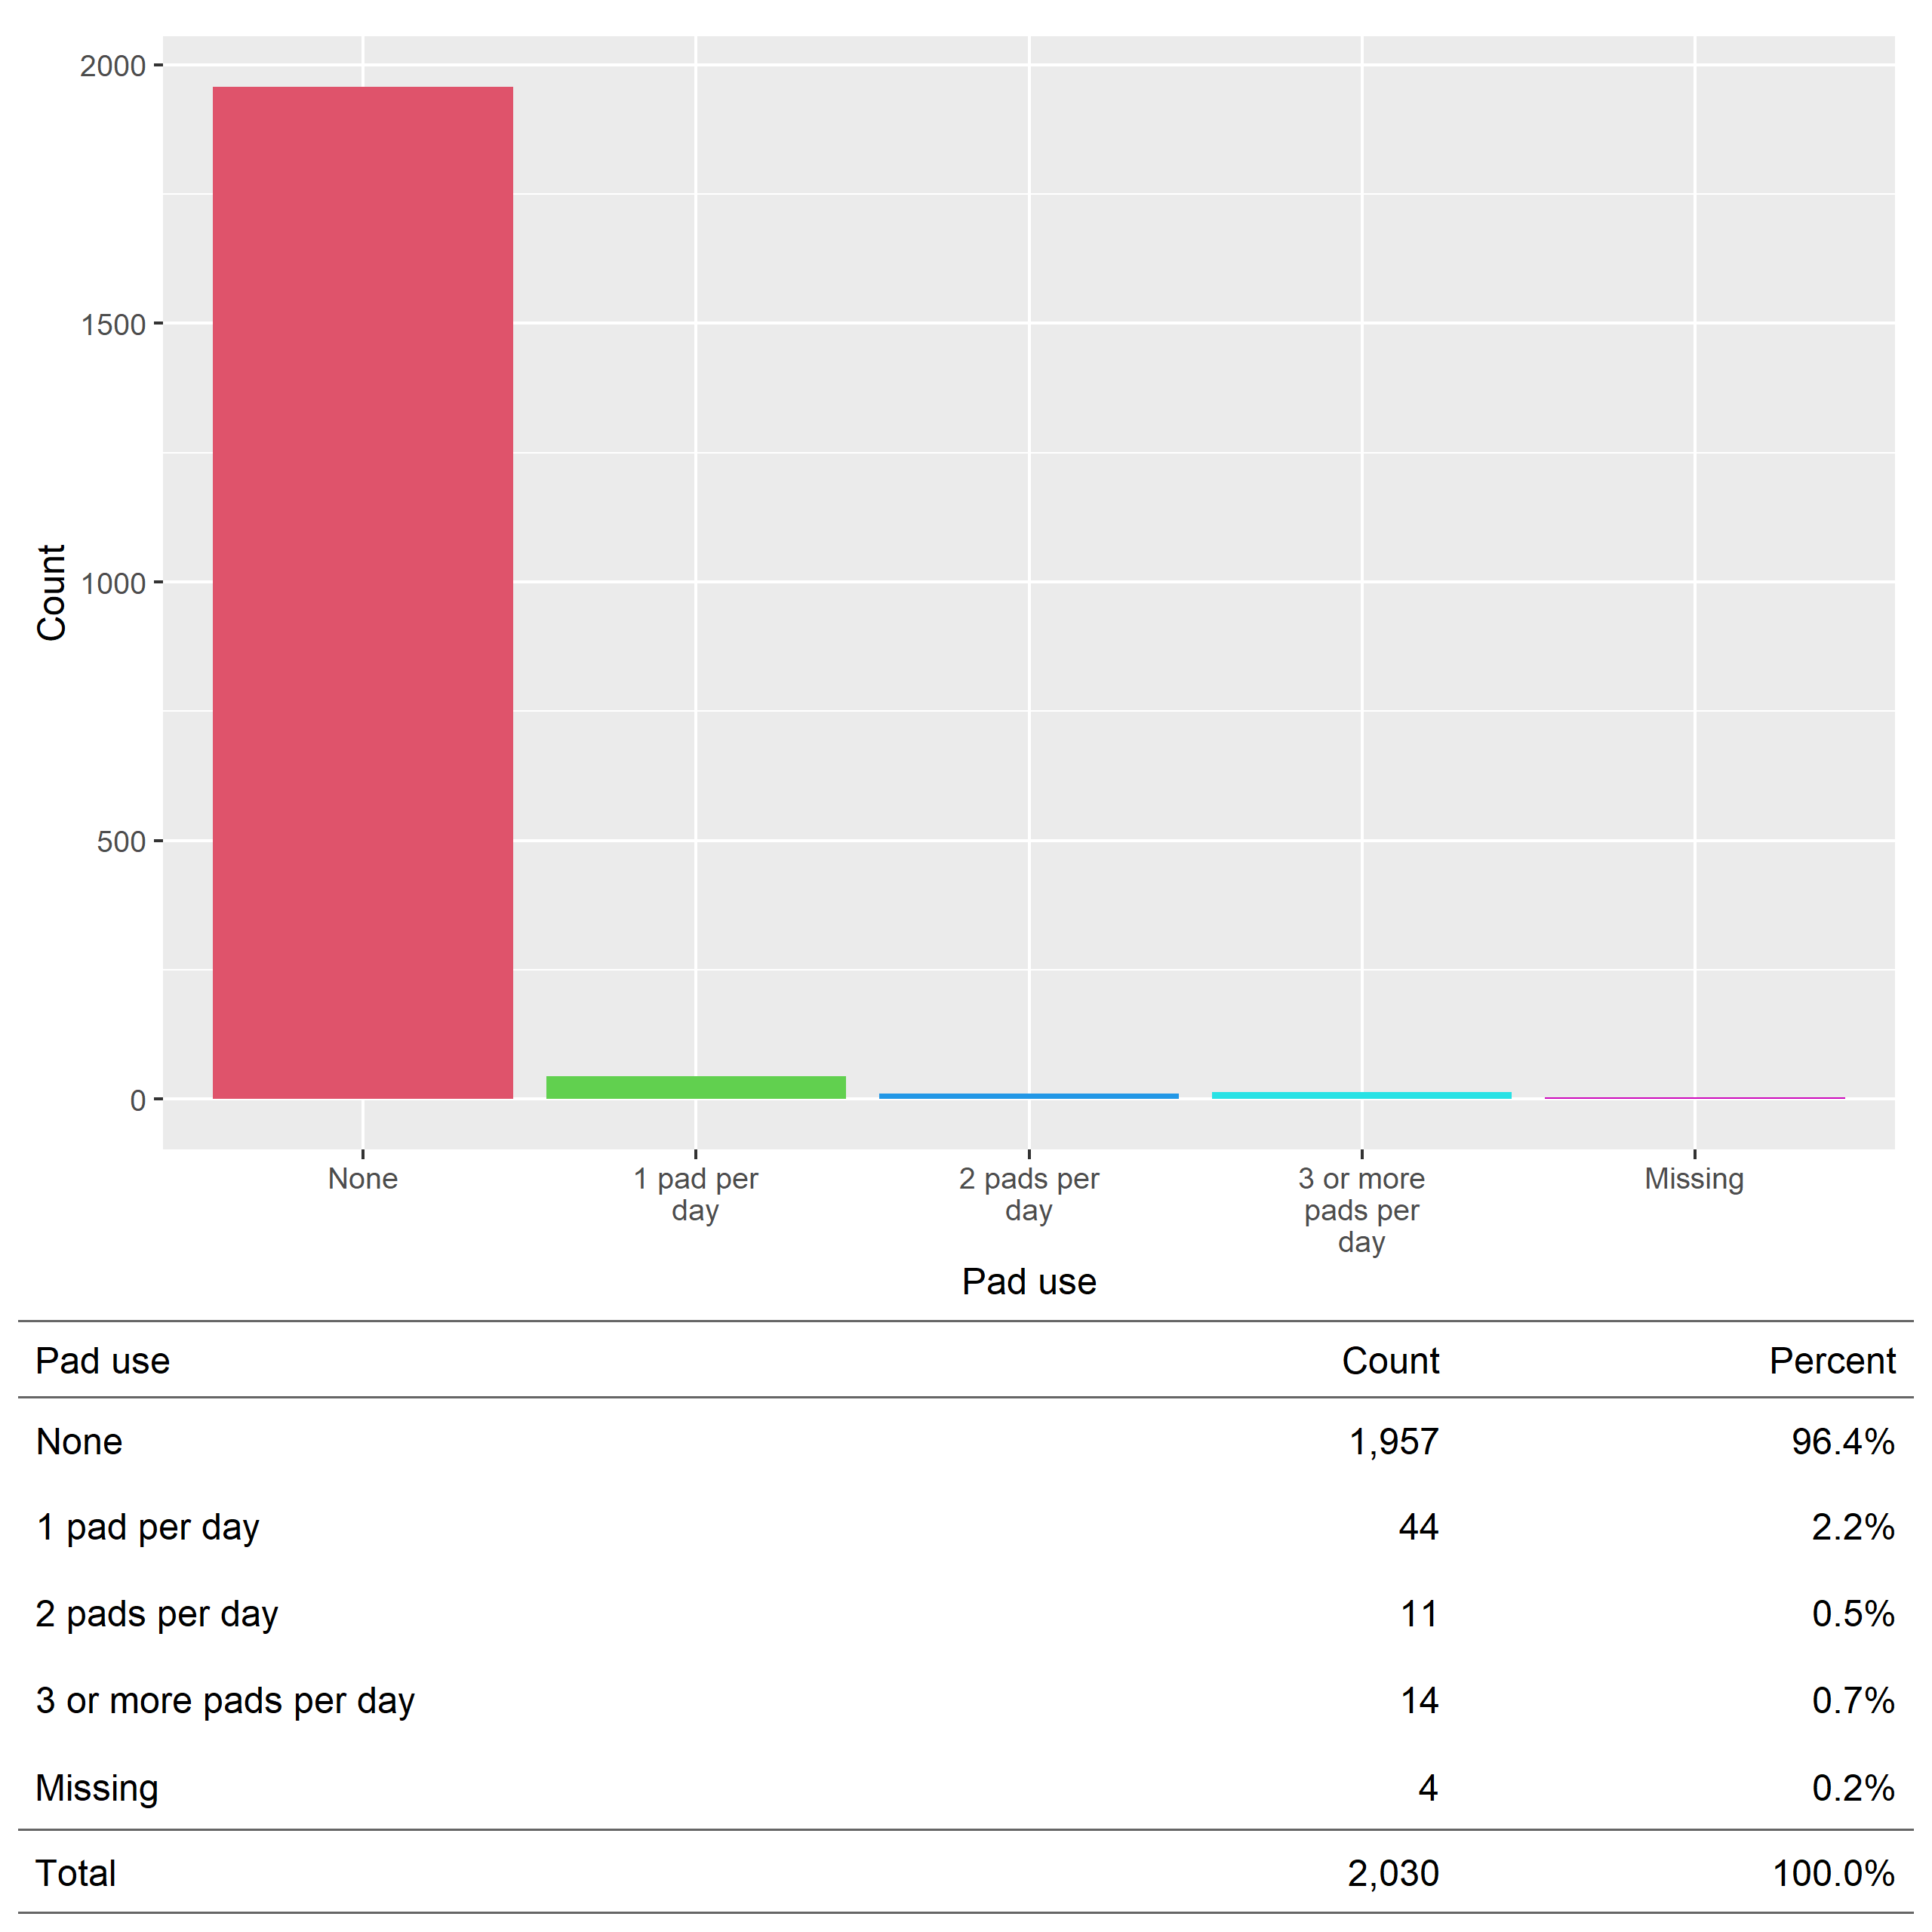 2000
1500
1000
500
0
Count
None
1 pad per
day
2 pads per
day
3 or more
pads per
day
Missing
Pad use
Pad use Count Percent
None 1,957 96.4%
1 pad per day 44 2.2%
2 pads per day 11 0.5%
3 or more pads per day 14 0.7%
Missing 4 0.2%
Total 2,030 100.0%